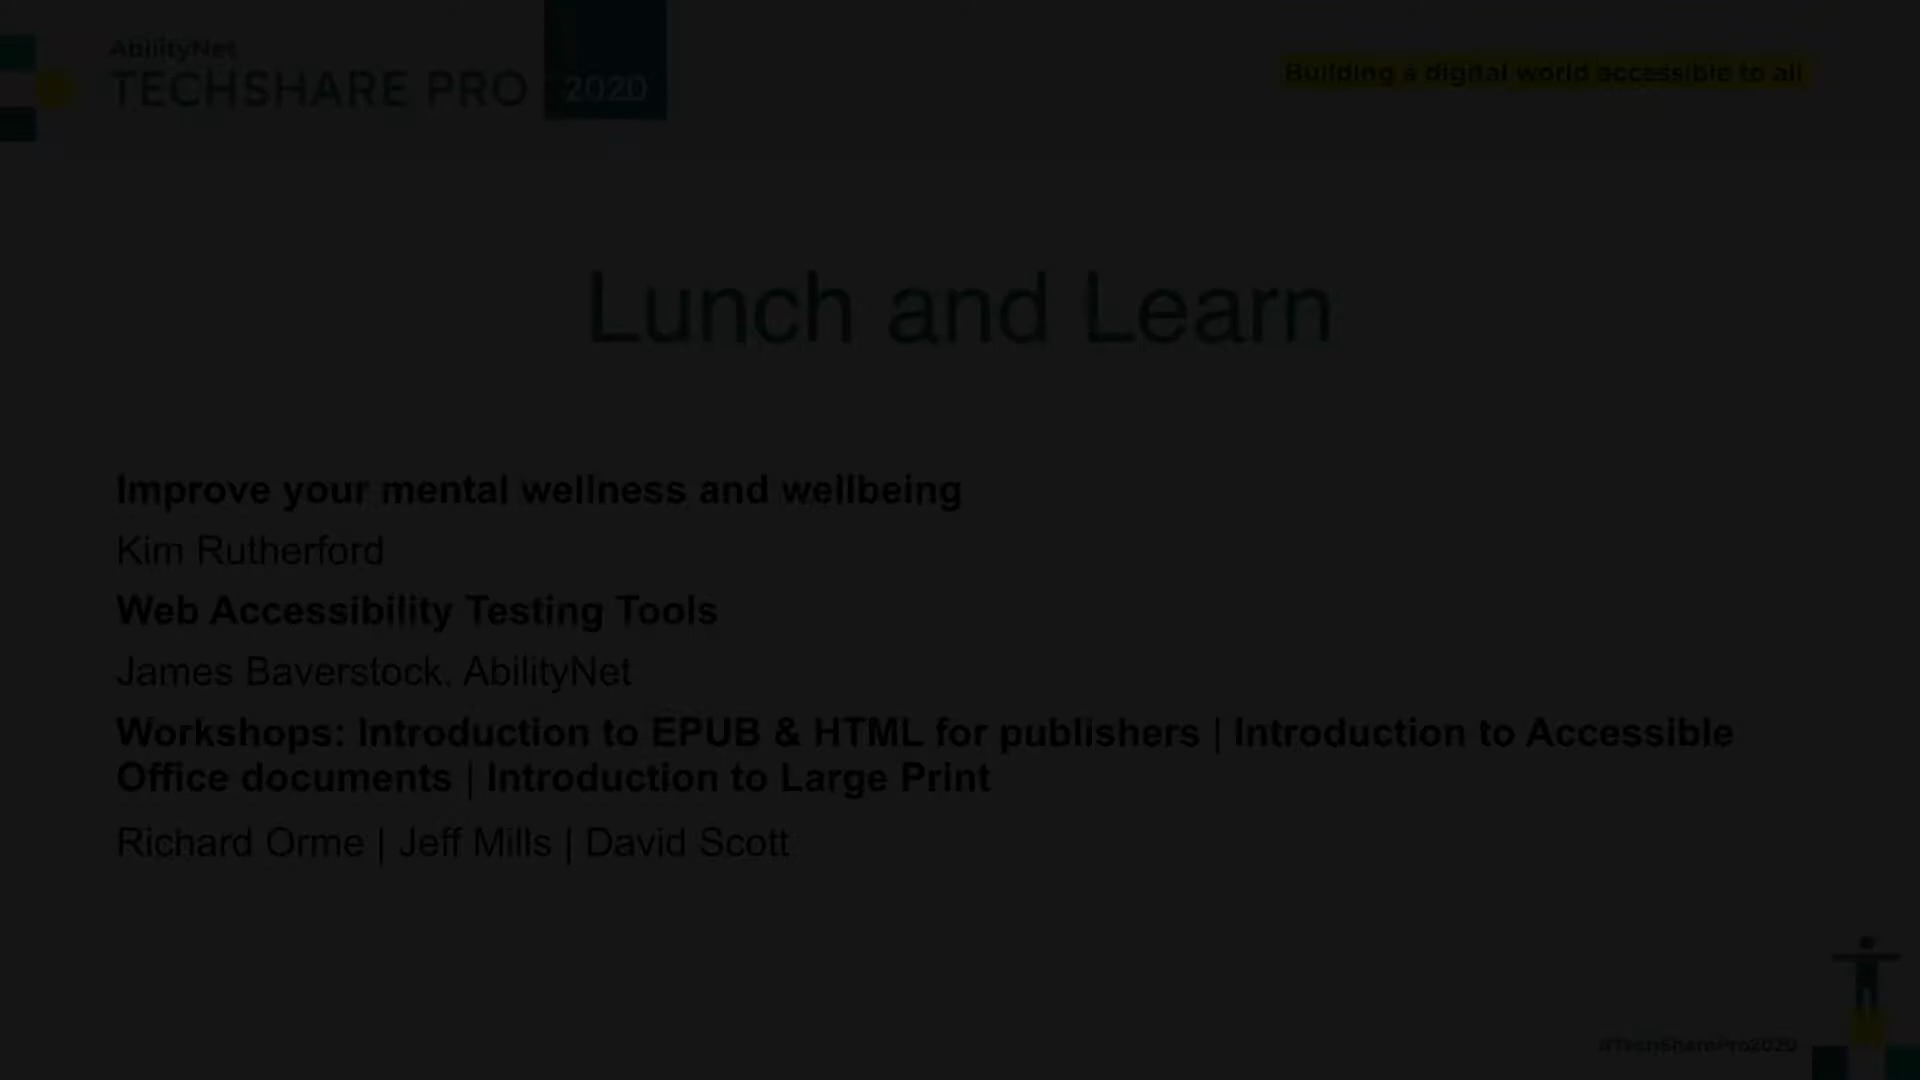 AbilityNet
TECHSHARE PRO 2020
Building a digital world accessible to all
Lunch and Learn
Improve your mental wellness and wellbeing
Kim Rutherford
Web Accessibility Testing Tools
James Baverstock, AbilityNet
Workshops: Introduction to EPUB & HTML for publishers | Introduction to Accessible
Office documents | Introduction to Large Print
Richard Orme | Jeff Mills | David Scott
#TechSharePro2020